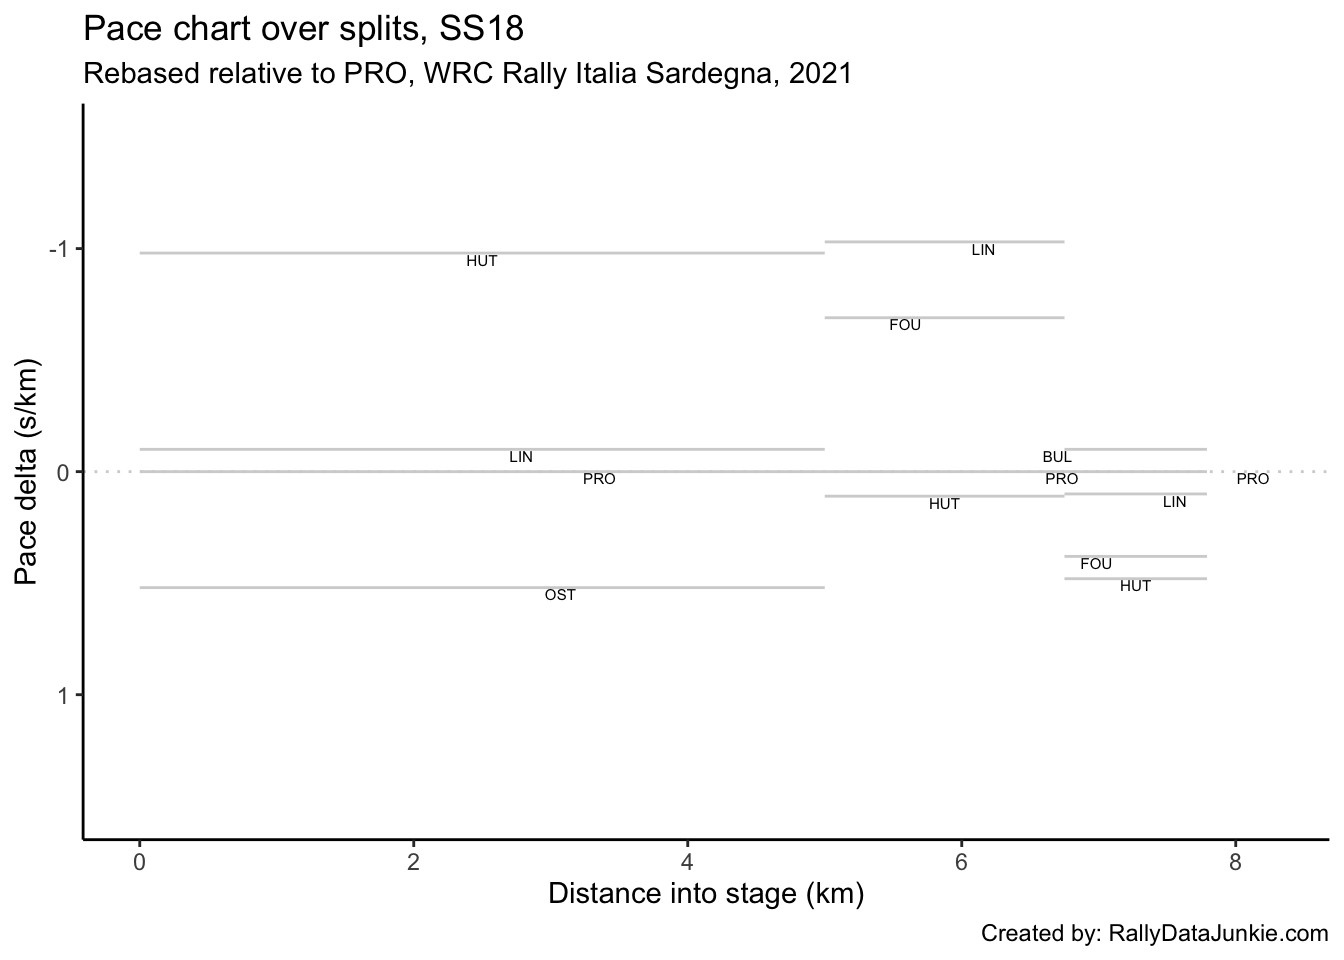 Pace chart over splits, SS18
Rebased relative to PRO, WRC Rally Italia Sardegna, 2021
Pace delta (s/km)
-1
0
1
LIN
HUT
FOU
LIN
BUL
PRO
PRO
PRO
HUT
LIN
FOU
HUT
OST
0
2
4
6
8
Distance into stage (km)
Created by: RallyDataJunkie.com